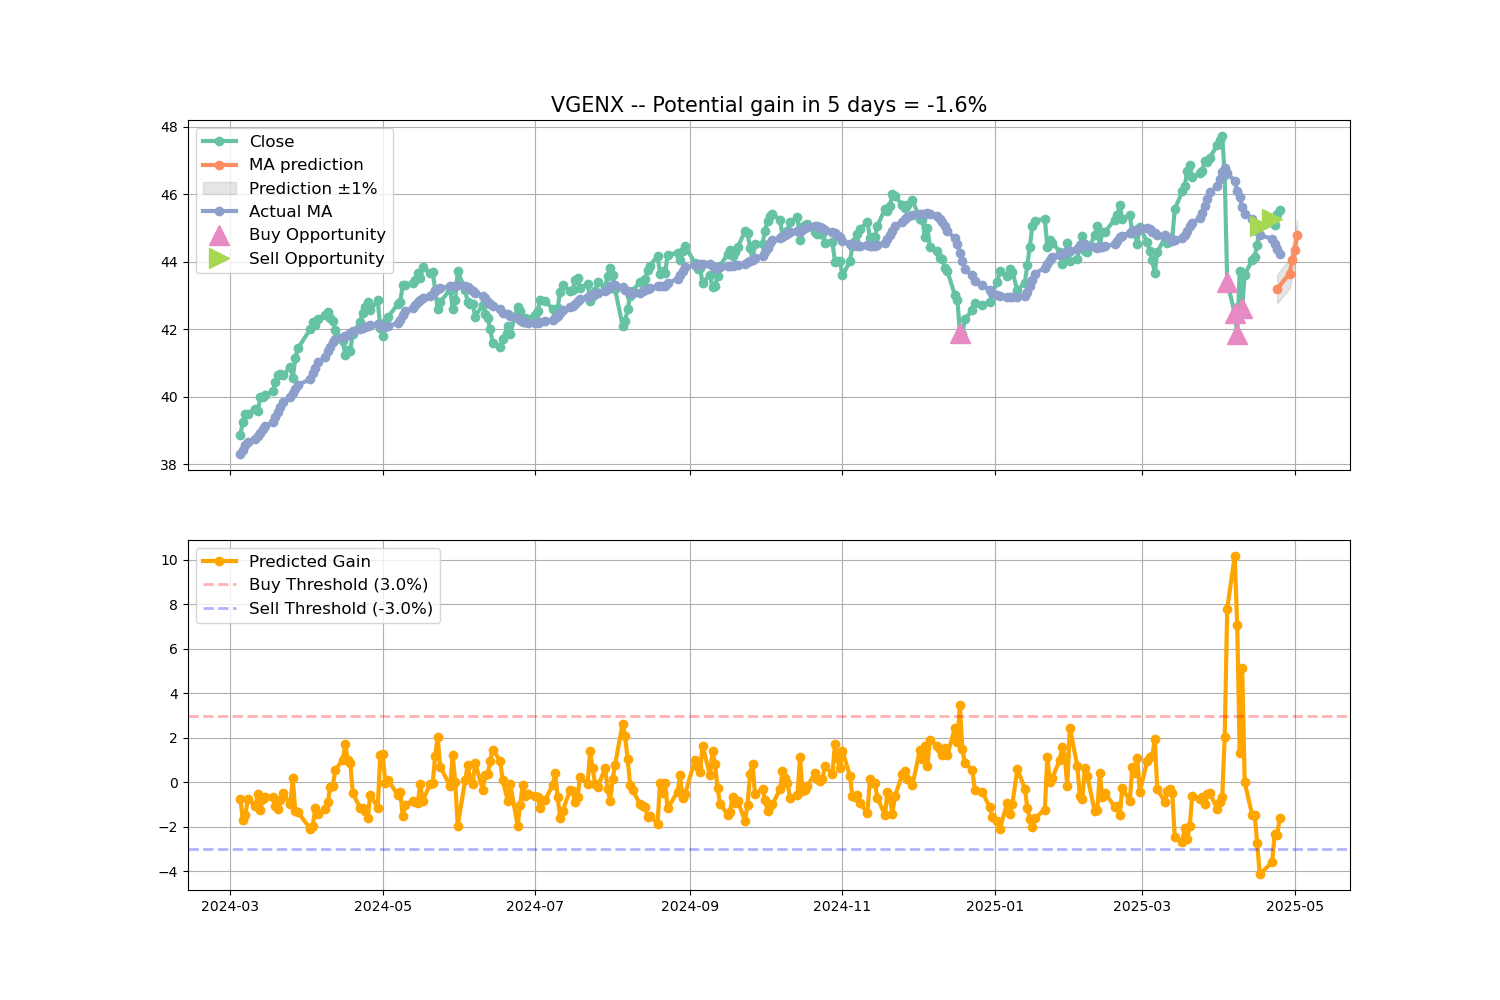 VGENX -- Potential gain in 5 days = -1.6%
48
46
44
42
40
38
Close
MA prediction
Prediction ±1%
Actual MA
Buy Opportunity
Sell Opportunity
10
8
6
4
2
0
−2
−4
Predicted Gain
Buy Threshold (3.0%)
Sell Threshold (-3.0%)
2024-03 2024-05 2024-07 2024-09 2024-11 2025-01 2025-03 2025-05